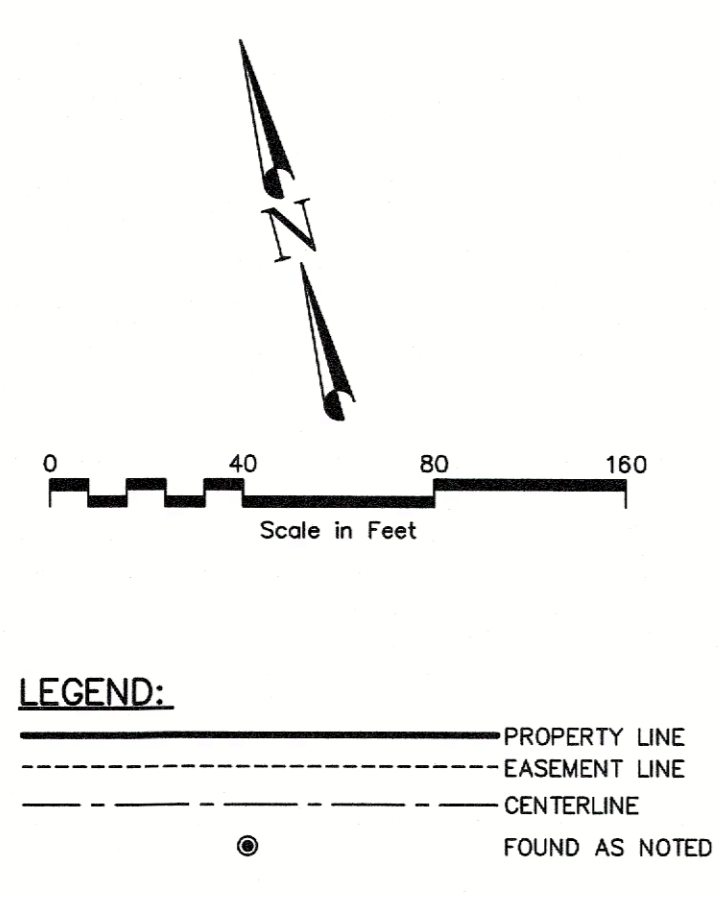 N
0 40 80 160
Scale in Feet
LEGEND:
PROPERTY LINE
EASEMENT LINE
CENTERLINE
FOUND AS NOTED